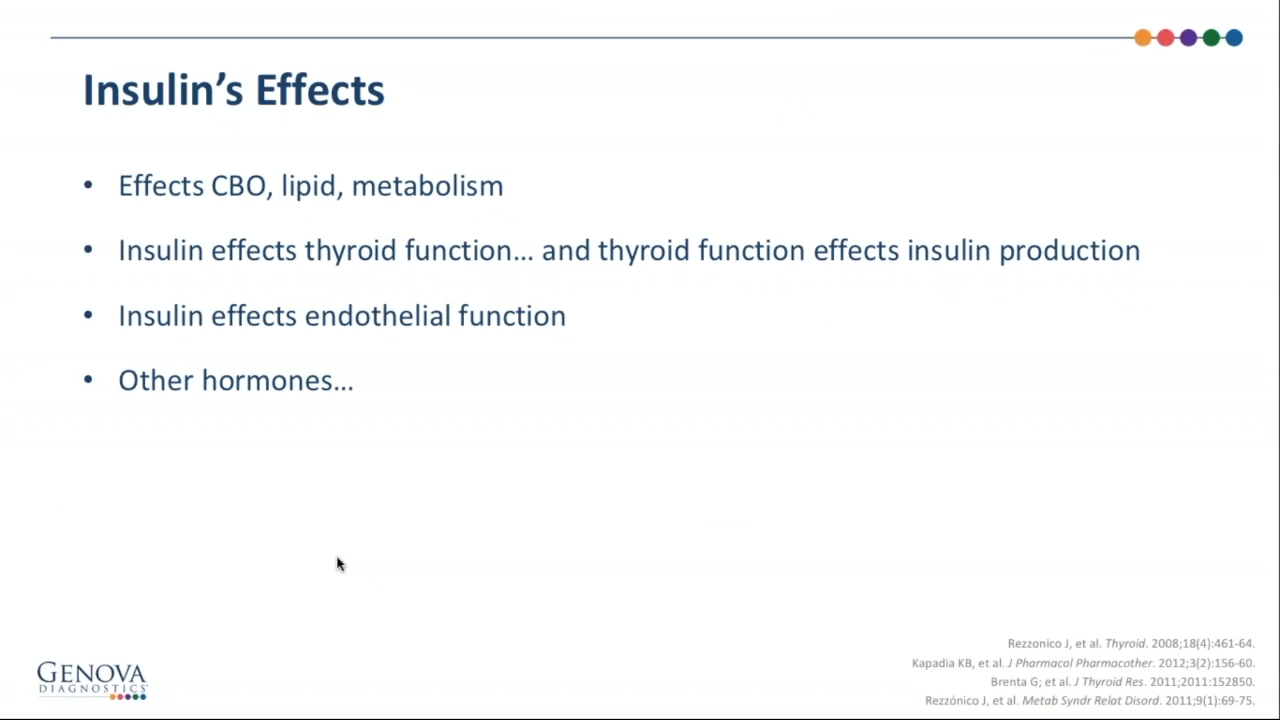 Insulin’s Effects
• Effects CBO, lipid, metabolism
• Insulin effects thyroid function… and thyroid function effects insulin production
• Insulin effects endothelial function
• Other hormones…
Rezzonico J, et al. Thyroid. 2008;18(4):461-64.
Kapadia KB, et al. J Pharmacol Pharmacother. 2012;3(2):156-60.
Brenta G; et al. J Thyroid Res. 2011;2011:152850.
Rezzónico J, et al. Metab Syndr Relat Disord. 2011;9(1):69-75.
GENOVA
DIAGNOSTICS